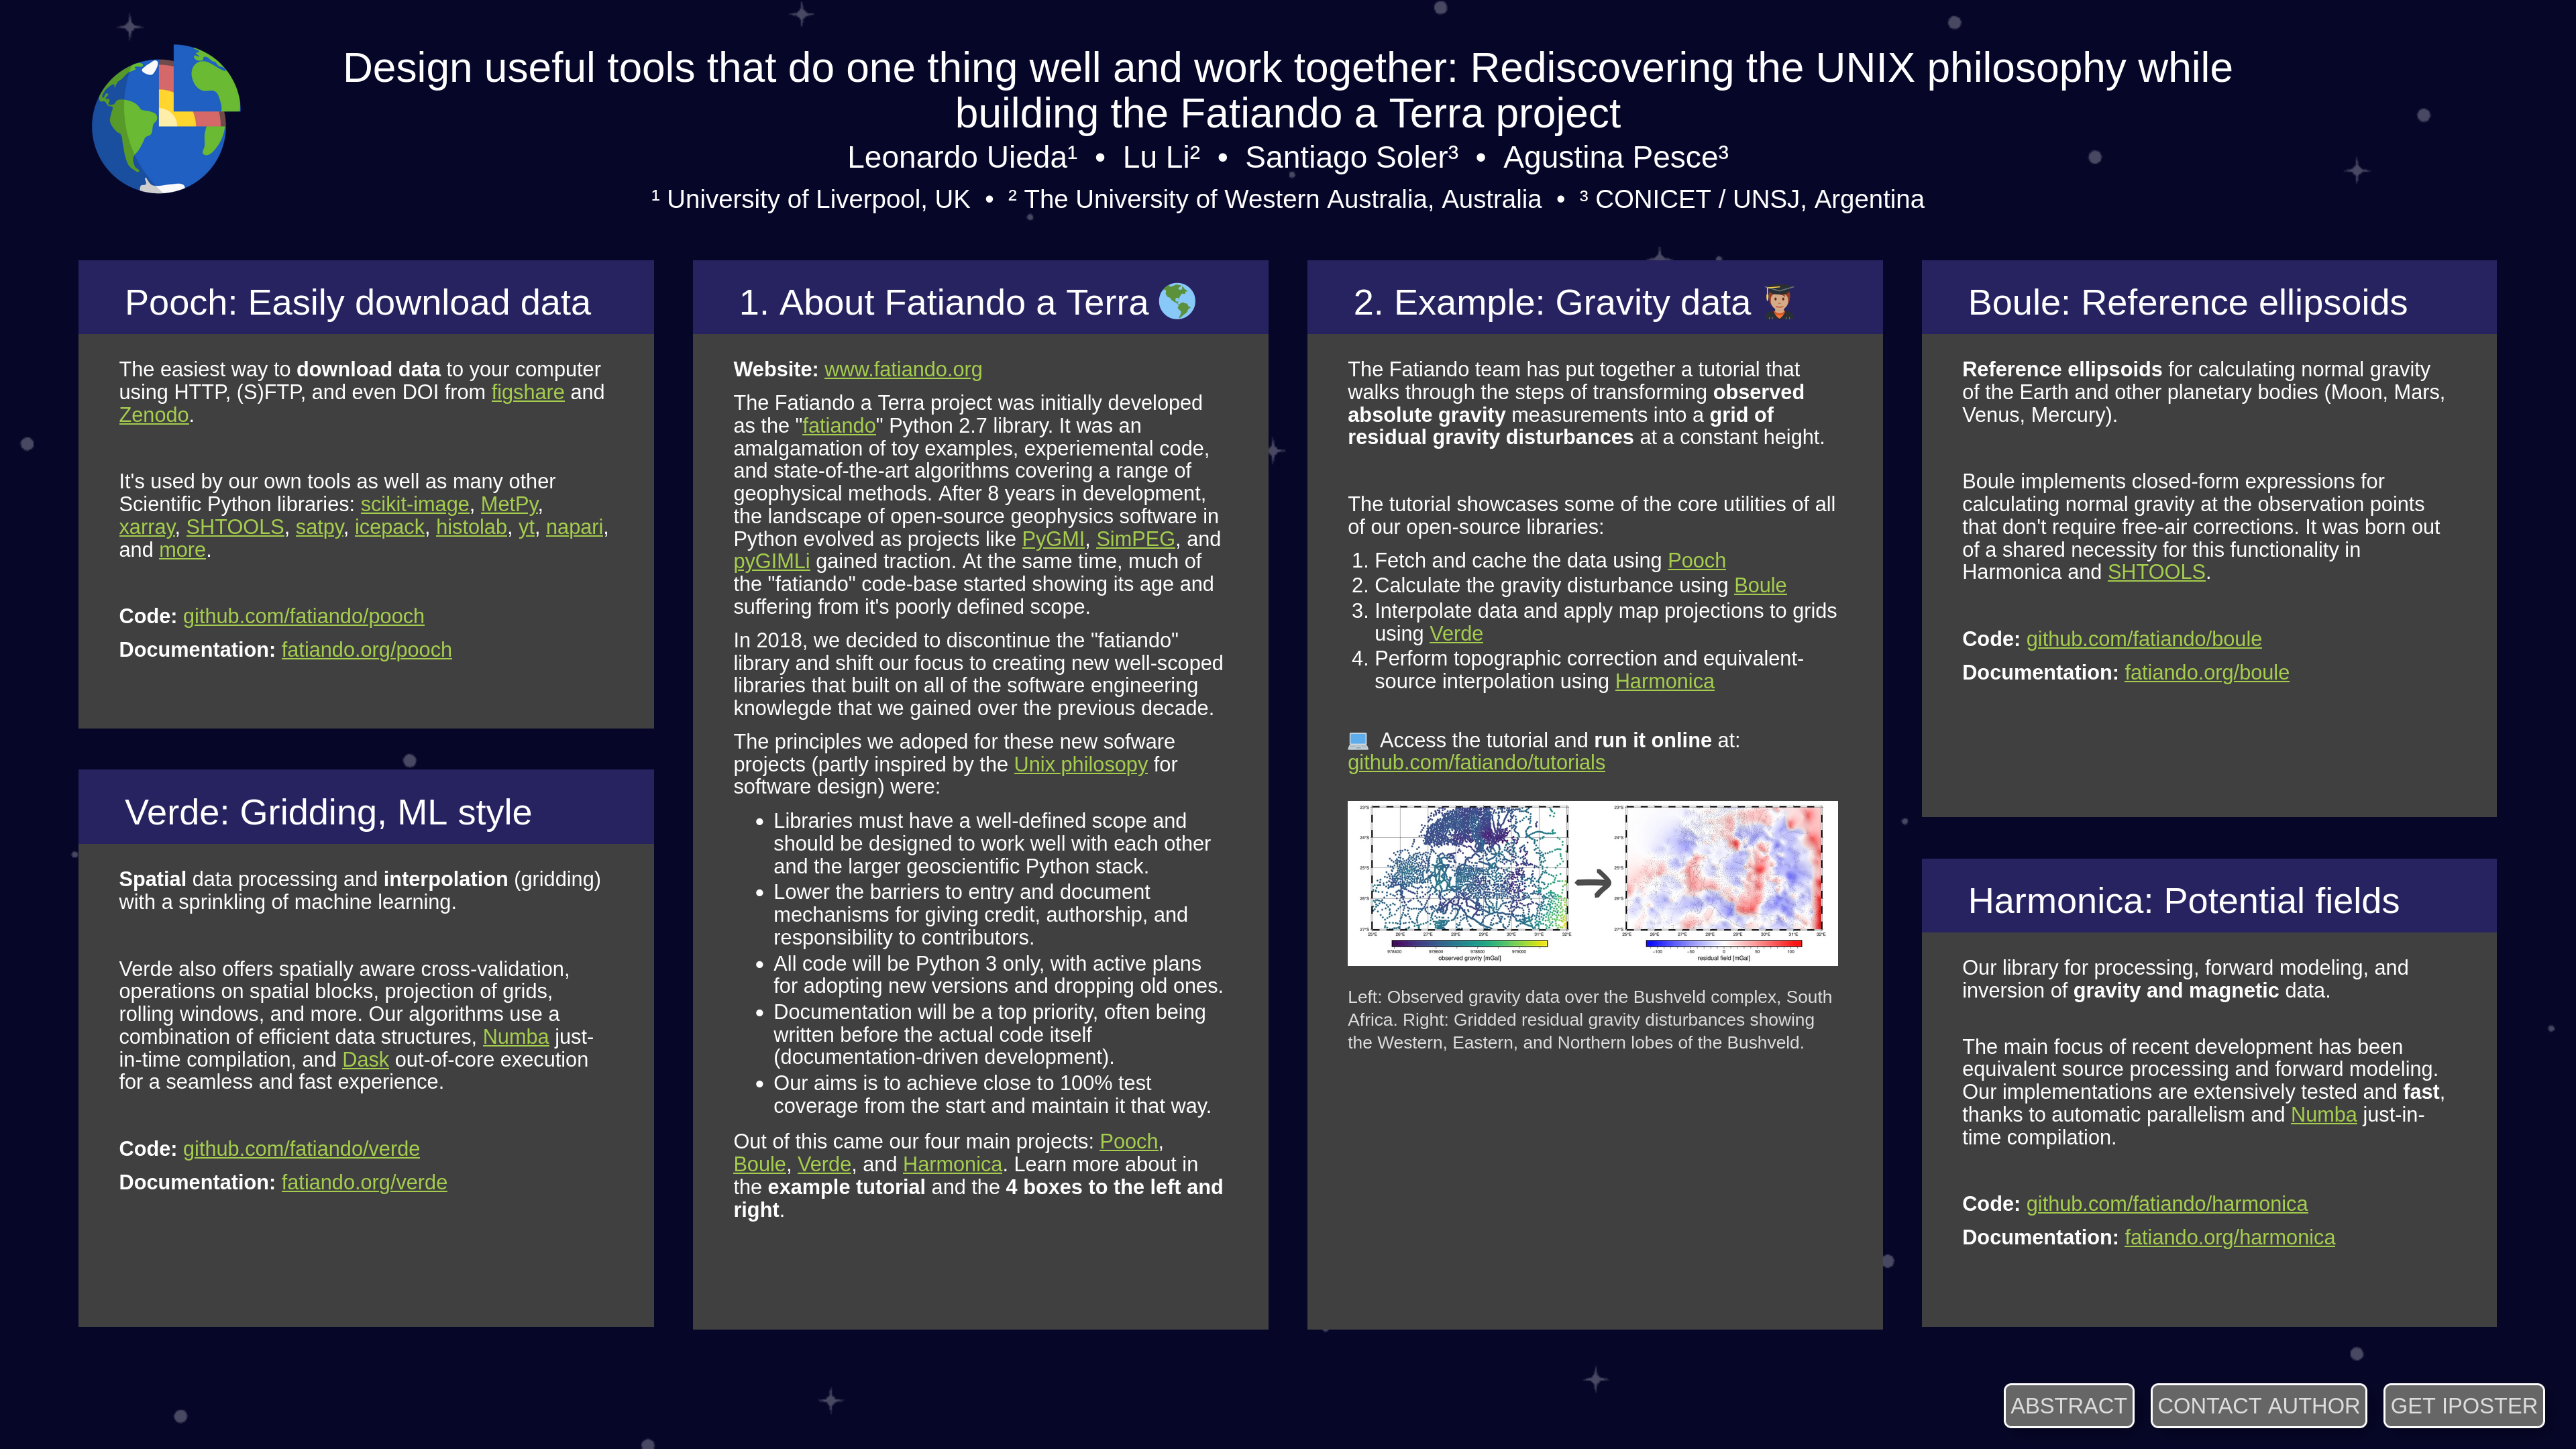 Design useful tools that do one thing well and work together: Rediscovering the UNIX philosophy while
building the Fatiando a Terra project
Leonardo Uieda¹ • Lu Li² • Santiago Soler³ • Agustina Pesce³
¹ University of Liverpool, UK • ² The University of Western Australia, Australia • ³ CONICET / UNSJ, Argentina
Pooch: Easily download data
The easiest way to download data to your computer
using HTTP, (S)FTP, and even DOI from figshare and
Zenodo.
It's used by our own tools as well as many other
Scientific Python libraries: scikit-image, MetPy,
xarray, SHTOOLS, satpy, icepack, histolab, yt, napari,
and more.
Code: github.com/fatiando/pooch
Documentation: fatiando.org/pooch
Verde: Gridding, ML style
Spatial data processing and interpolation (gridding)
with a sprinkling of machine learning.
Verde also offers spatially aware cross-validation,
operations on spatial blocks, projection of grids,
rolling windows, and more. Our algorithms use a
combination of efficient data structures, Numba just-
in-time compilation, and Dask out-of-core execution
for a seamless and fast experience.
Code: github.com/fatiando/verde
Documentation: fatiando.org/verde
1. About Fatiando a Terra
Website: www.fatiando.org
The Fatiando a Terra project was initially developed
as the "fatiando" Python 2.7 library. It was an
amalgamation of toy examples, experiemental code,
and state-of-the-art algorithms covering a range of
geophysical methods. After 8 years in development,
the landscape of open-source geophysics software in
Python evolved as projects like PyGMI, SimPEG, and
pyGIMLi gained traction. At the same time, much of
the "fatiando" code-base started showing its age and
suffering from it's poorly defined scope.
In 2018, we decided to discontinue the "fatiando"
library and shift our focus to creating new well-scoped
libraries that built on all of the software engineering
knowlegde that we gained over the previous decade.
The principles we adoped for these new sofware
projects (partly inspired by the Unix philosopy for
software design) were:
• Libraries must have a well-defined scope and
should be designed to work well with each other
and the larger geoscientific Python stack.
• Lower the barriers to entry and document
mechanisms for giving credit, authorship, and
responsibility to contributors.
• All code will be Python 3 only, with active plans
for adopting new versions and dropping old ones.
• Documentation will be a top priority, often being
written before the actual code itself
(documentation-driven development).
• Our aims is to achieve close to 100% test
coverage from the start and maintain it that way.
Out of this came our four main projects: Pooch,
Boule, Verde, and Harmonica. Learn more about in
the example tutorial and the 4 boxes to the left and
right.
2. Example: Gravity data
The Fatiando team has put together a tutorial that
walks through the steps of transforming observed
absolute gravity measurements into a grid of
residual gravity disturbances at a constant height.
The tutorial showcases some of the core utilities of all
of our open-source libraries:
1. Fetch and cache the data using Pooch
2. Calculate the gravity disturbance using Boule
3. Interpolate data and apply map projections to grids
using Verde
4. Perform topographic correction and equivalent-
source interpolation using Harmonica
Access the tutorial and run it online at:
github.com/fatiando/tutorials
observed gravity [mGal]
residual field [mGal]
Left: Observed gravity data over the Bushveld complex, South
Africa. Right: Gridded residual gravity disturbances showing
the Western, Eastern, and Northern lobes of the Bushveld.
Boule: Reference ellipsoids
Reference ellipsoids for calculating normal gravity
of the Earth and other planetary bodies (Moon, Mars,
Venus, Mercury).
Boule implements closed-form expressions for
calculating normal gravity at the observation points
that don't require free-air corrections. It was born out
of a shared necessity for this functionality in
Harmonica and SHTOOLS.
Code: github.com/fatiando/boule
Documentation: fatiando.org/boule
Harmonica: Potential fields
Our library for processing, forward modeling, and
inversion of gravity and magnetic data.
The main focus of recent development has been
equivalent source processing and forward modeling.
Our implementations are extensively tested and fast,
thanks to automatic parallelism and Numba just-in-
time compilation.
Code: github.com/fatiando/harmonica
Documentation: fatiando.org/harmonica
ABSTRACT
CONTACT AUTHOR
GET IPOSTER